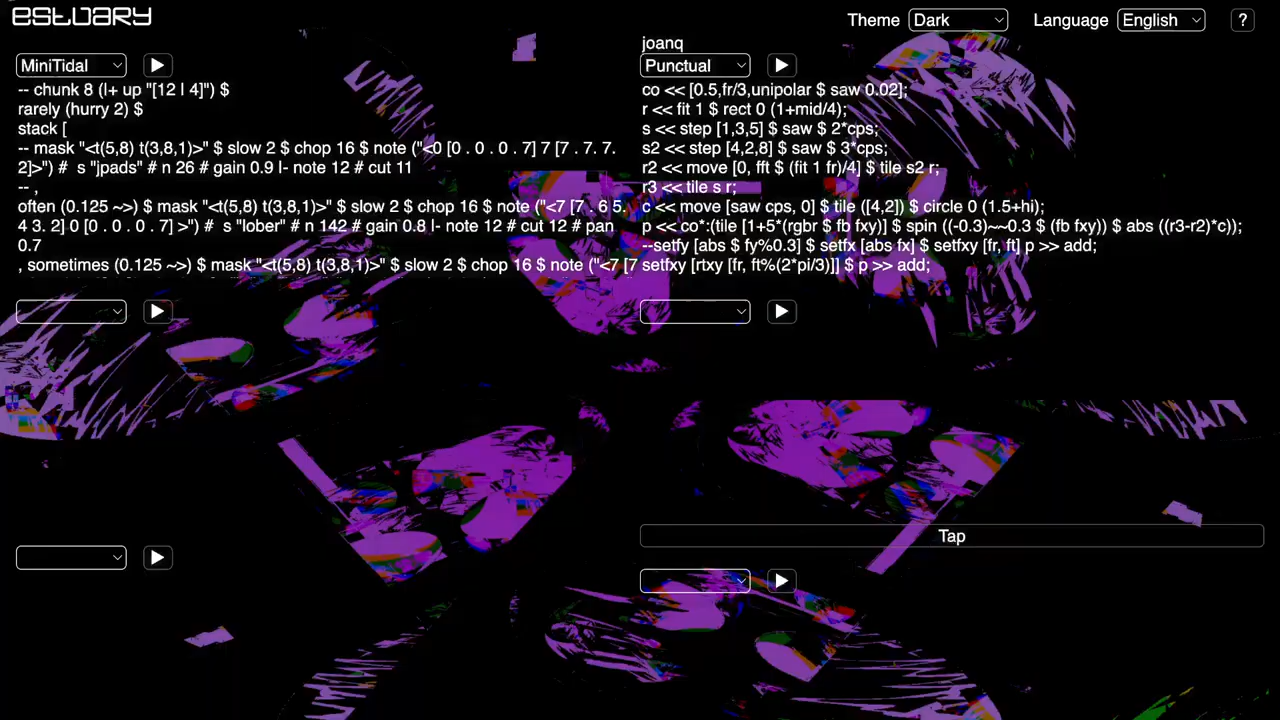 estuary
Theme Dark Language English ?
MiniTidal
-- chunk 8 (|+ up "[12 | 4]") $
rarely (hurry 2) $
stack [
-- mask "<t(5,8) t(3,8,1)>" $ slow 2 $ chop 16 $ note ("<0 [0 . 0 . 0 . 7] 7 [7 . 7. 7.
2]>") # s "jpads" # n 26 # gain 0.9 |- note 12 # cut 11
-- ,
often (0.125 ~>) $ mask "<t(5,8) t(3,8,1)>" $ slow 2 $ chop 16 $ note ("<7 [7 . 6 5.
4 3. 2] 0 [0 . 0 . 0 . 7] >") # s "lober" # n 142 # gain 0.8 |- note 12 # cut 12 # pan
0.7
, sometimes (0.125 ~>) $ mask "<t(5,8) t(3,8,1)>" $ slow 2 $ chop 16 $ note ("<7 [7
joanq
Punctual
co << [0.5,fr/3,unipolar $ saw 0.02];
r << fit 1 $ rect 0 (1+mid/4);
s << step [1,3,5] $ saw $ 2*cps;
s2 << step [4,2,8] $ saw $ 3*cps;
r2 << move [0, fft $ (fit 1 fr)/4] $ tile s2 r;
r3 << tile s r;
c << move [saw cps, 0] $ tile ([4,2]) $ circle 0 (1.5+hi);
p << co*:(tile [1+5*(rgbr $ fb fxy)] $ spin ((-0.3)~~0.3 $ (fb fxy)) $ abs ((r3-r2)*c));
--setfy [abs $ fy%0.3] $ setfx [abs fx] $ setfxy [fr, ft] p >> add;
setfxy [rtxy [fr, ft%(2*pi/3)]] $ p >> add;
Tap